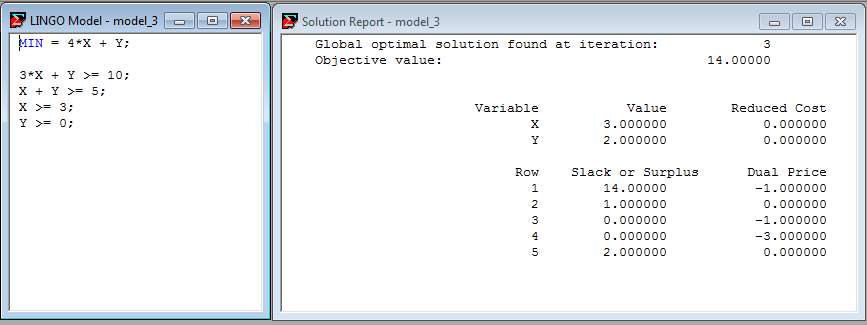 LINGO Model - model_3
MIN = 4*X + Y;
3*X + Y >= 10;
X + Y >= 5;
X >= 3;
Y >= 0;
Solution Report - model_3
Global optimal solution found at iteration: 3
Objective value: 14.00000
Variable Value Reduced Cost
X 3.000000 0.000000
Y 2.000000 0.000000
Row Slack or Surplus Dual Price
1 14.00000 -1.000000
2 1.000000 0.000000
3 0.000000 -1.000000
4 0.000000 -3.000000
5 2.000000 0.000000